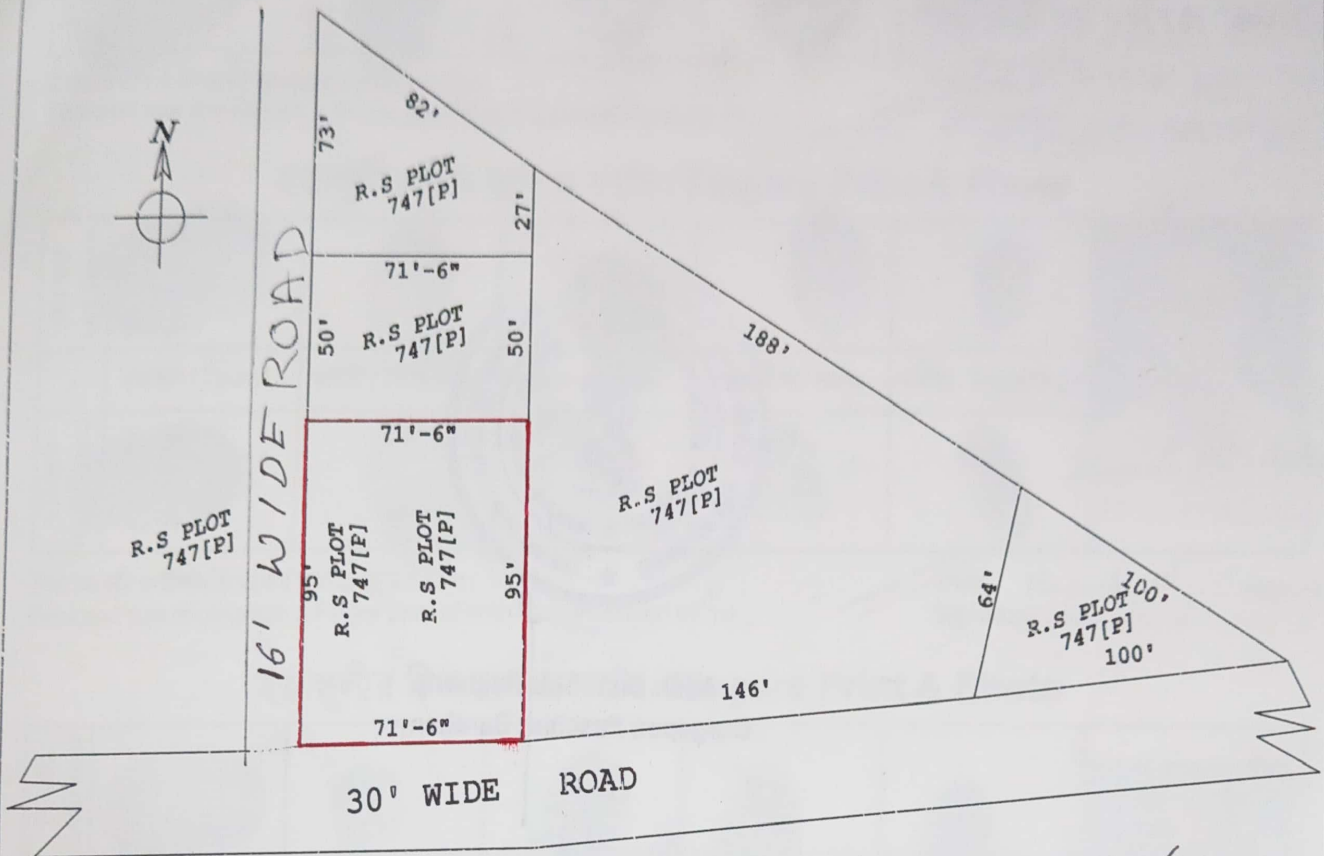 82'
73'
N
R.S PLOT
747[P]
27'
71'-6"
50'
R.S PLOT
747[P]
50'
188'
71'-6"
16' WIDE ROAD
R.S PLOT
747[P]
95'
R.S PLOT
747[P]
R.S PLOT
747[P]
95'
R.S PLOT
747[P]
64'
100'
R.S PLOT
747[P]
100'
146'
71'-6"
30' WIDE ROAD